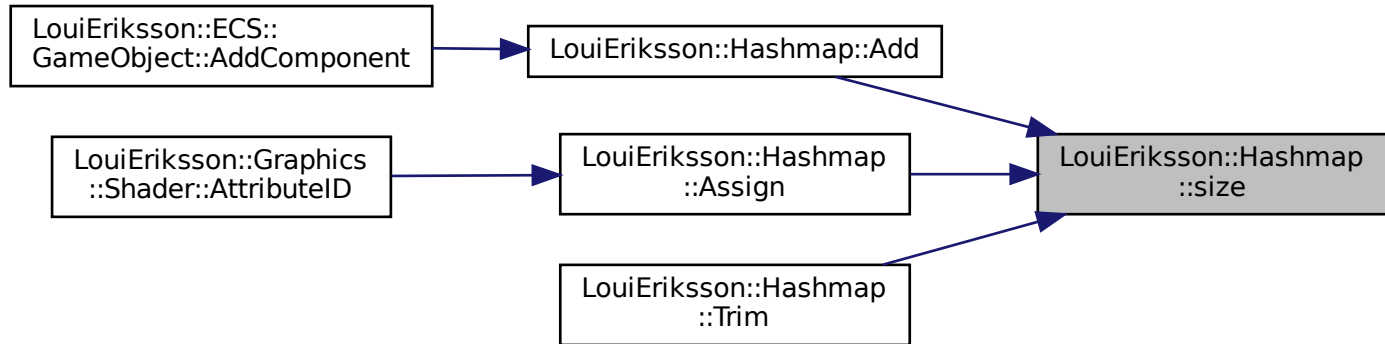 LouiEriksson::ECS::
GameObject::AddComponent
LouiEriksson::Hashmap::Add
LouiEriksson::Graphics
::Shader::AttributeID
LouiEriksson::Hashmap
::Assign
LouiEriksson::Hashmap
::size
LouiEriksson::Hashmap
::Trim